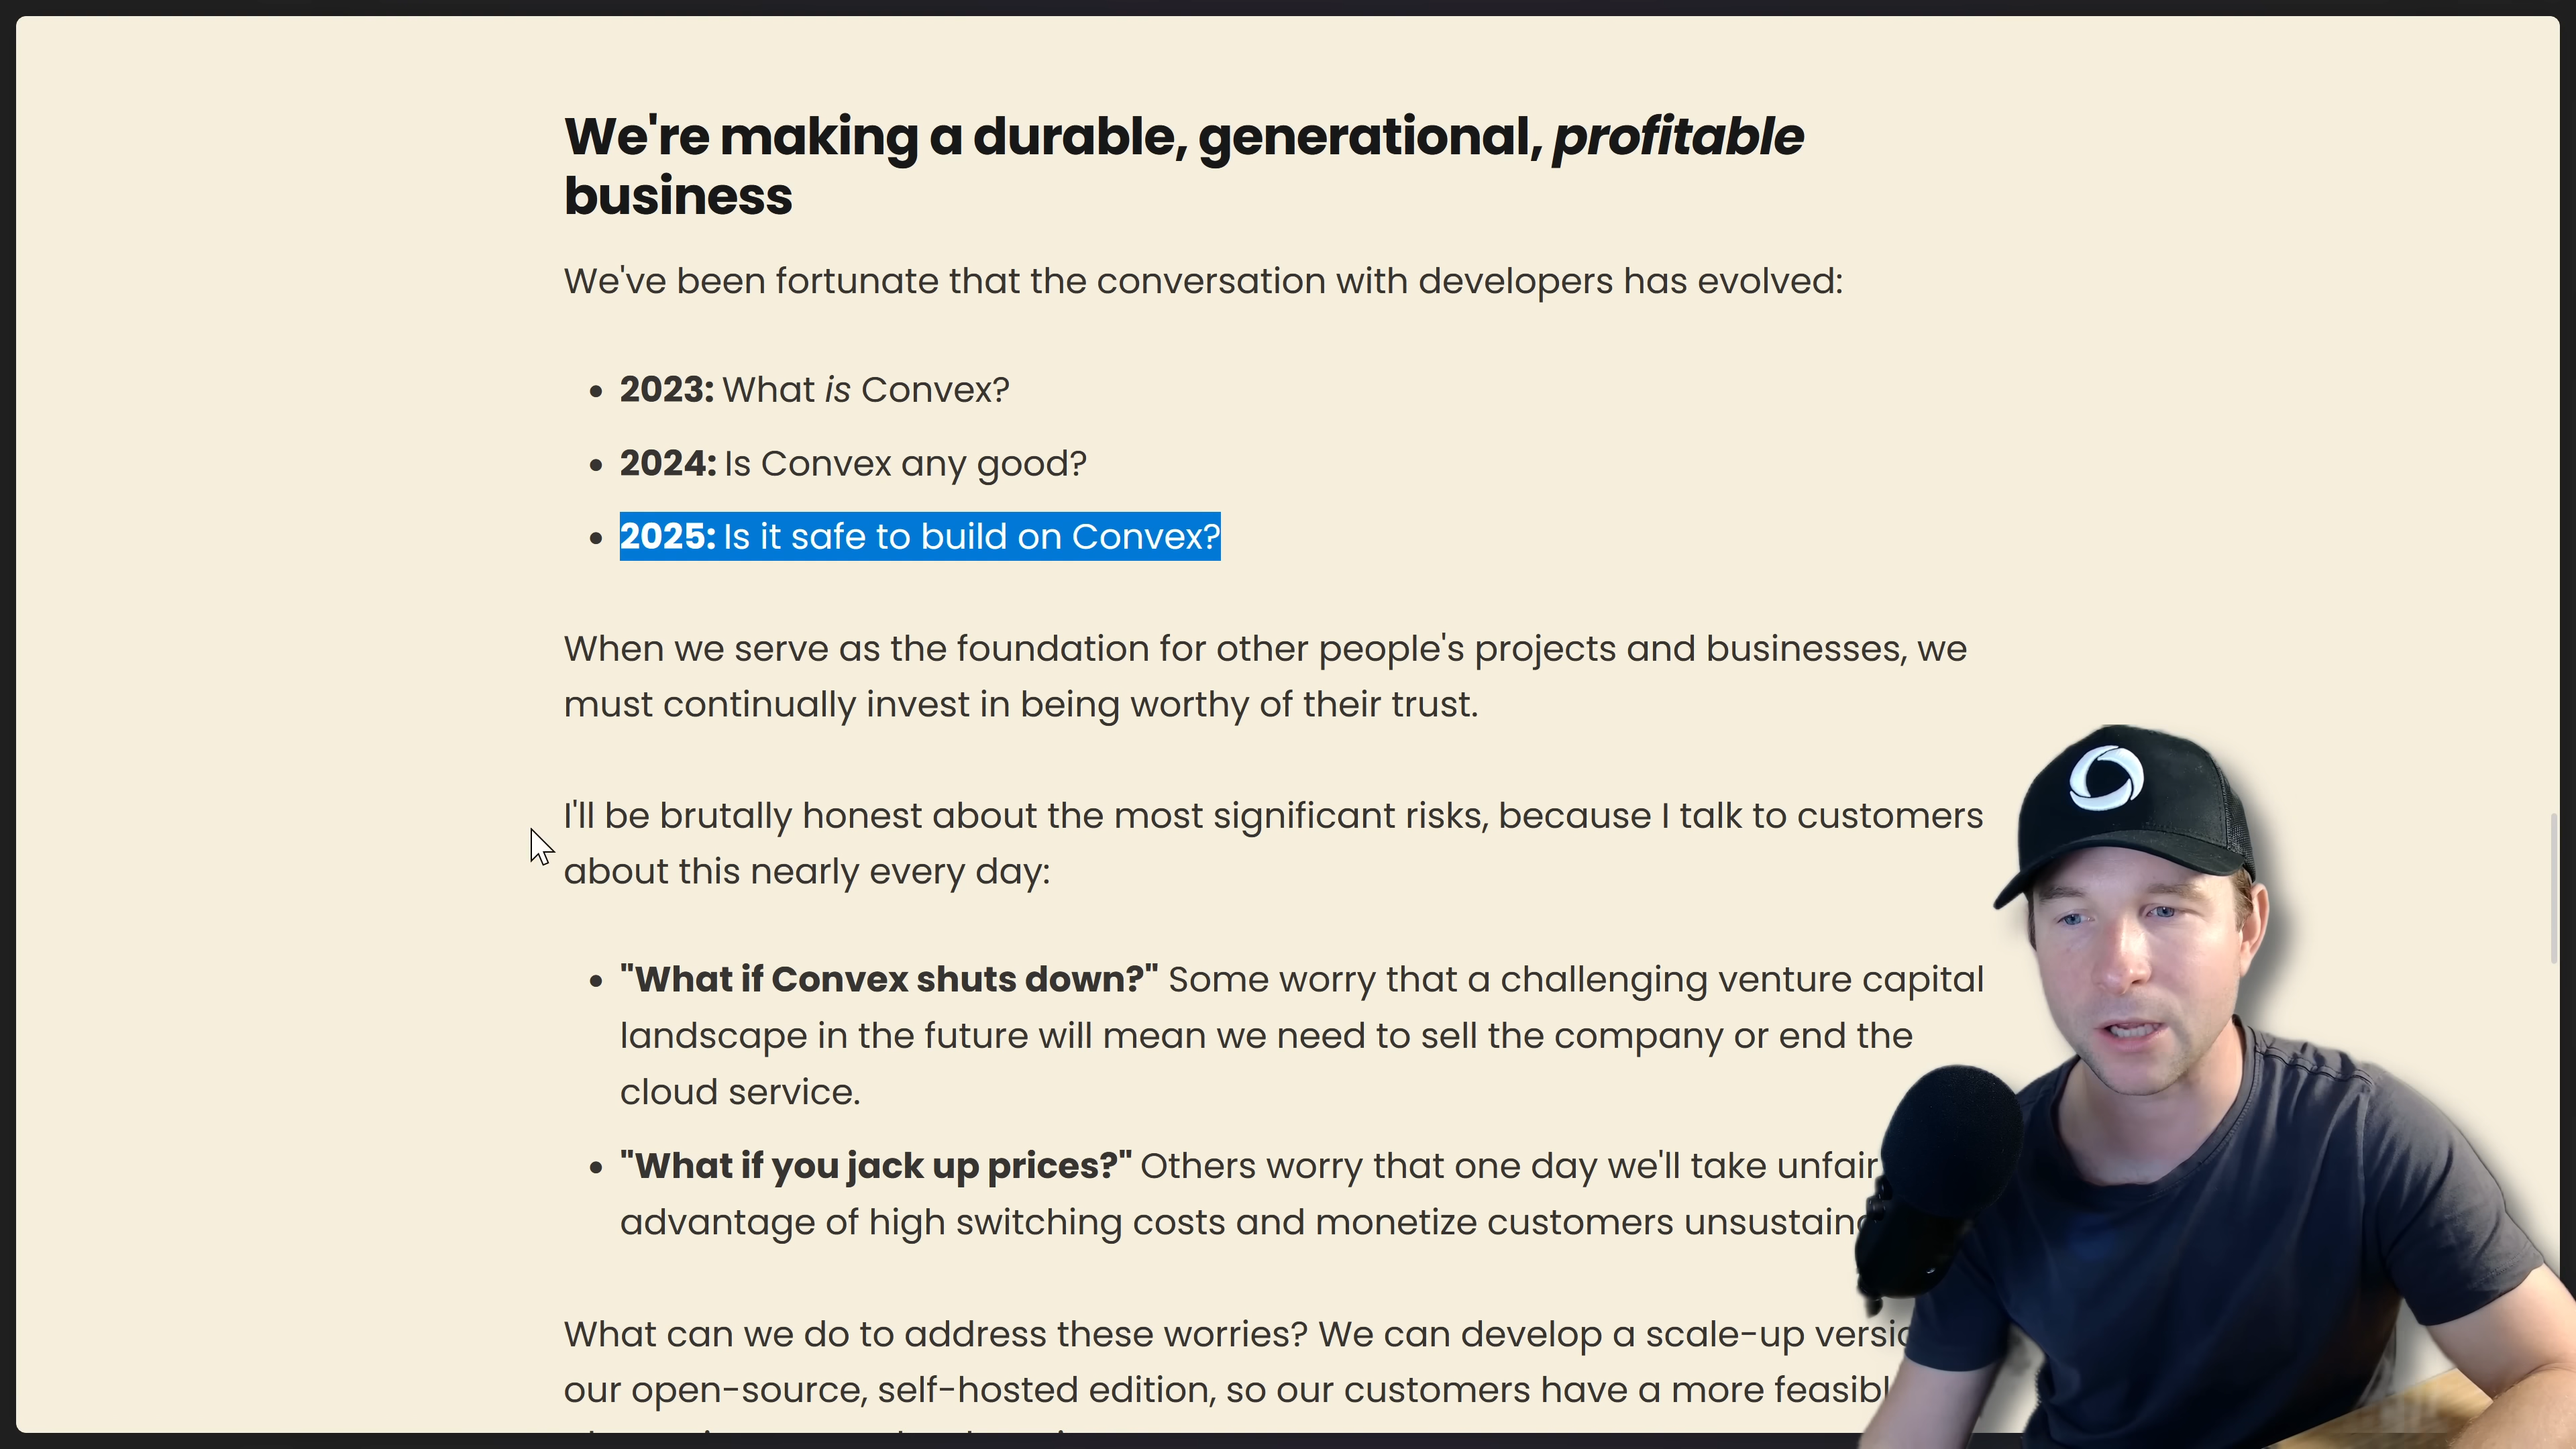 We're making a durable, generational, profitable
business
We've been fortunate that the conversation with developers has evolved:
• 2023: What is Convex?
• 2024: Is Convex any good?
• 2025: Is it safe to build on Convex?
When we serve as the foundation for other people's projects and businesses, we
must continually invest in being worthy of their trust.
I'll be brutally honest about the most significant risks, because I talk to customers
about this nearly every day:
• "What if Convex shuts down?" Some worry that a challenging venture capital
landscape in the future will mean we need to sell the company or end the
cloud service.
• "What if you jack up prices?" Others worry that one day we'll take unfair
advantage of high switching costs and monetize customers
What can we do to address these worries? We can develop a scale-up
our open-source, self-hosted edition, so our customers have a more